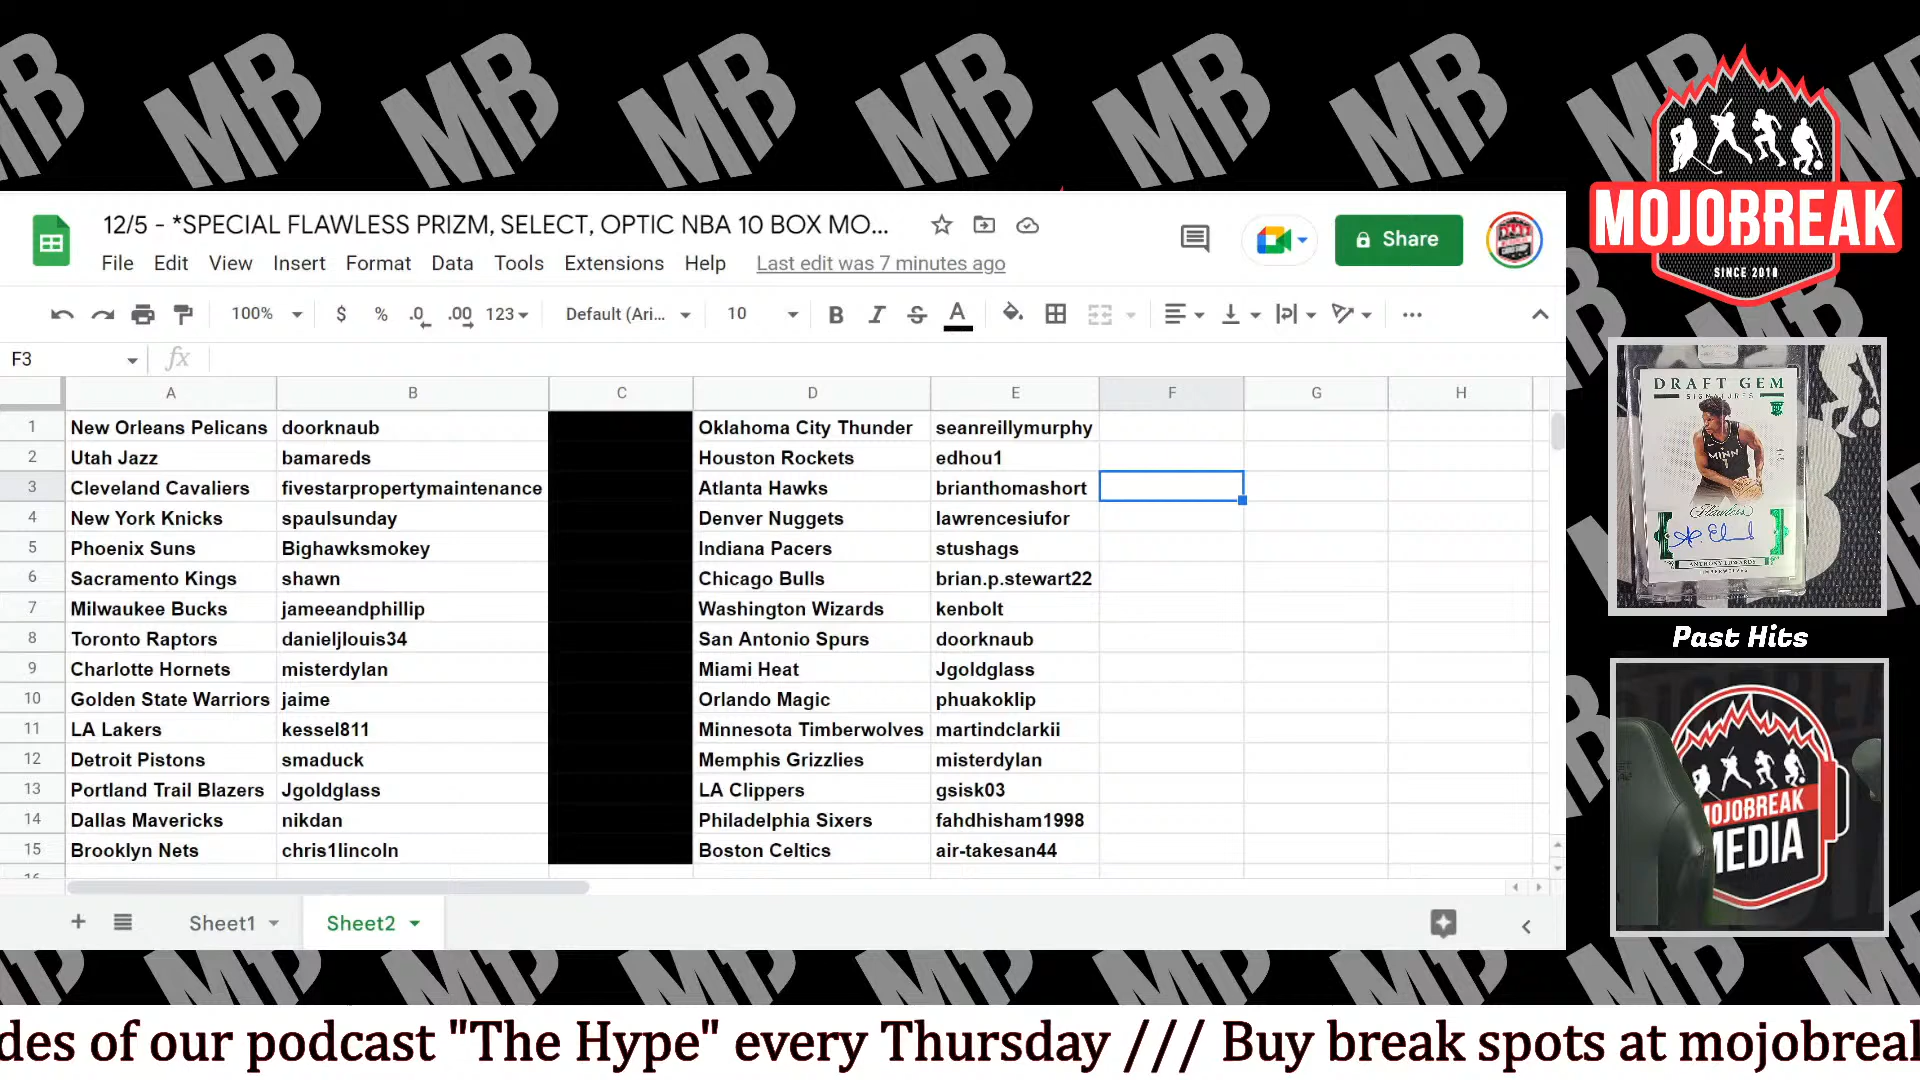 12/5 - *SPECIAL FLAWLESS PRIZM, SELECT, OPTIC NBA 10 BOX MO...
Share
File Edit View Insert Format Data Tools Extensions Help Last edit was 7 minutes ago
100% $ % .0 .00 123 Default (Ari... 10 B I S A
F3 fx
A B C D E F G H
1 New Orleans Pelicans doorknaub Oklahoma City Thunder seanreillymurphy
2 Utah Jazz bamareds Houston Rockets edhou1
3 Cleveland Cavaliers fivestarpropertymaintenance Atlanta Hawks brianthomashort
4 New York Knicks spaulsunday Denver Nuggets lawrencesiufor
5 Phoenix Suns Bighawksmokey Indiana Pacers stushags
6 Sacramento Kings shawn Chicago Bulls brian.p.stewart22
7 Milwaukee Bucks jameeandphillip Washington Wizards kenbolt
8 Toronto Raptors danieljlouis34 San Antonio Spurs doorknaub
9 Charlotte Hornets misterdylan Miami Heat Jgoldglass
10 Golden State Warriors jaime Orlando Magic phuakoklip
11 LA Lakers kessel811 Minnesota Timberwolves martindclarkii
12 Detroit Pistons smaduck Memphis Grizzlies misterdylan
13 Portland Trail Blazers Jgoldglass LA Clippers gsisk03
14 Dallas Mavericks nikdan Philadelphia Sixers fahdhisham1998
15 Brooklyn Nets chris1lincoln Boston Celtics air-takesan44
Sheet1 Sheet2
MOJOBREAK
SINCE 2010
DRAFT GEM
SIGNATURES
MINN
1
Flawless
ANTHONY EDWARDS
Past Hits
MOJOBREAK
MEDIA
des of our podcast "The Hype" every Thursday /// Buy break spots at mojobreal